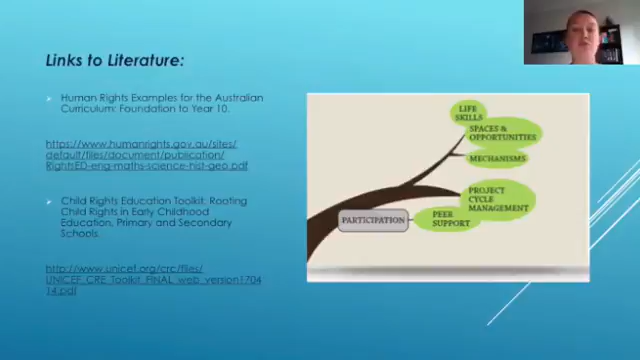 Links to Literature:
Human Rights Examples for the Australian
Curriculum: Foundation to Year 10.
https://www.humanrights.gov.au/sites/
default/files/document/publication/
RightsED-eng-maths-science-hist-geo.pdf
Child Rights Education Toolkit: Rooting
Child Rights in Early Childhood
Education, Primary and Secondary
Schools
http://www.unicef.org/crc/files/
UNICEF_CRE_Toolkit_FINAL_web_version1704
14.pdf
LIFE
SKILLS
SPACES &
OPPORTUNITIES
MECHANISMS
PROJECT
CYCLE
MANAGEMENT
PEER
SUPPORT
PARTICIPATION